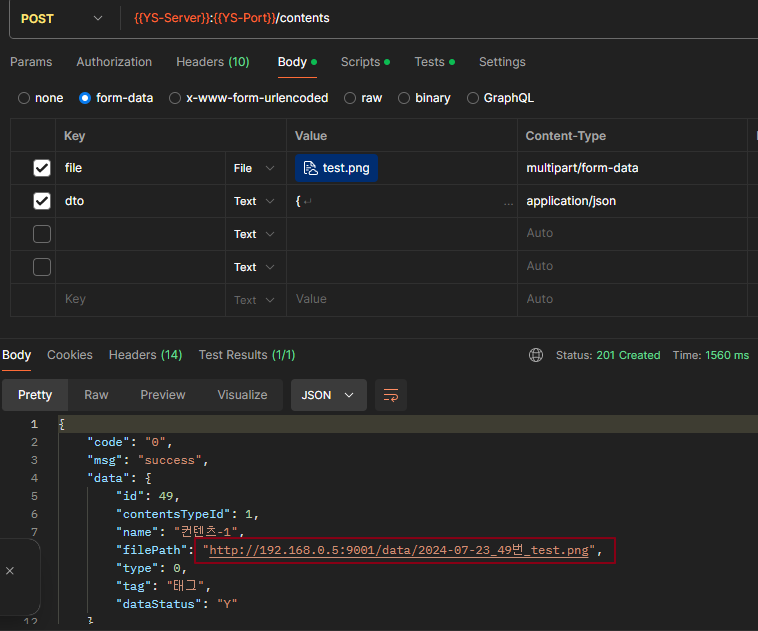 POST {{YS-Server}}:{{YS-Port}}/contents
Params Authorization Headers (10) Body Scripts Tests Settings
none form-data x-www-form-urlencoded raw binary GraphQL
Key Value Content-Type
file File test.png multipart/form-data
dto Text { ↵ ... application/json
Text Auto
Text Auto
Key Text Value Auto
Body Cookies Headers (14) Test Results (1/1) Status: 201 Created Time: 1560 ms
Pretty Raw Preview Visualize JSON
1 {
2 "code": "0",
3 "msg": "success",
4 "data": {
5 "id": 49,
6 "contentsTypeId": 1,
7 "name": "컨텐츠-1",
"filePath": "http://192.168.0.5:9001/data/2024-07-23_49번_test.png",
"type": 0,
"tag": "태그",
"dataStatus": "Y"
12 }